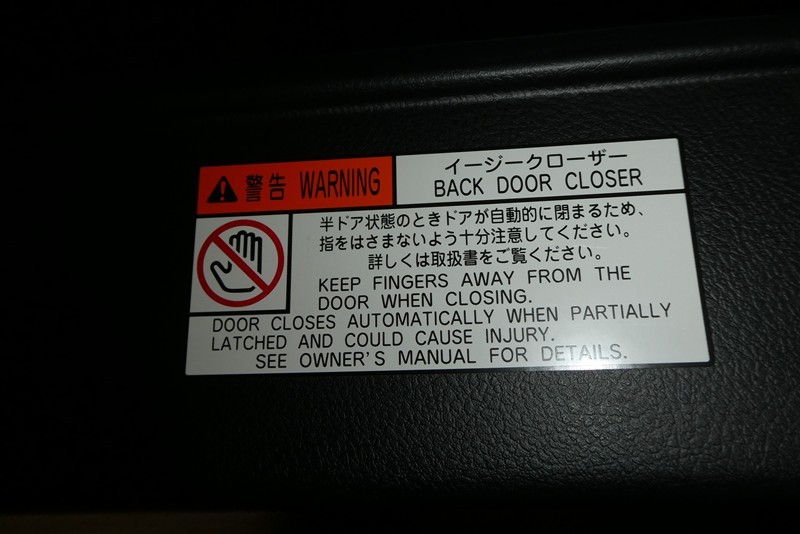 警告 WARNING
イージークローザー
BACK DOOR CLOSER
半ドア状態のときドアが自動的に閉まるため、
指をはさまないよう十分注意してください。
詳しくは取扱書をご覧ください。
KEEP FINGERS AWAY FROM THE
DOOR WHEN CLOSING.
DOOR CLOSES AUTOMATICALLY WHEN PARTIALLY
LATCHED AND COULD CAUSE INJURY.
SEE OWNER'S MANUAL FOR DETAILS.